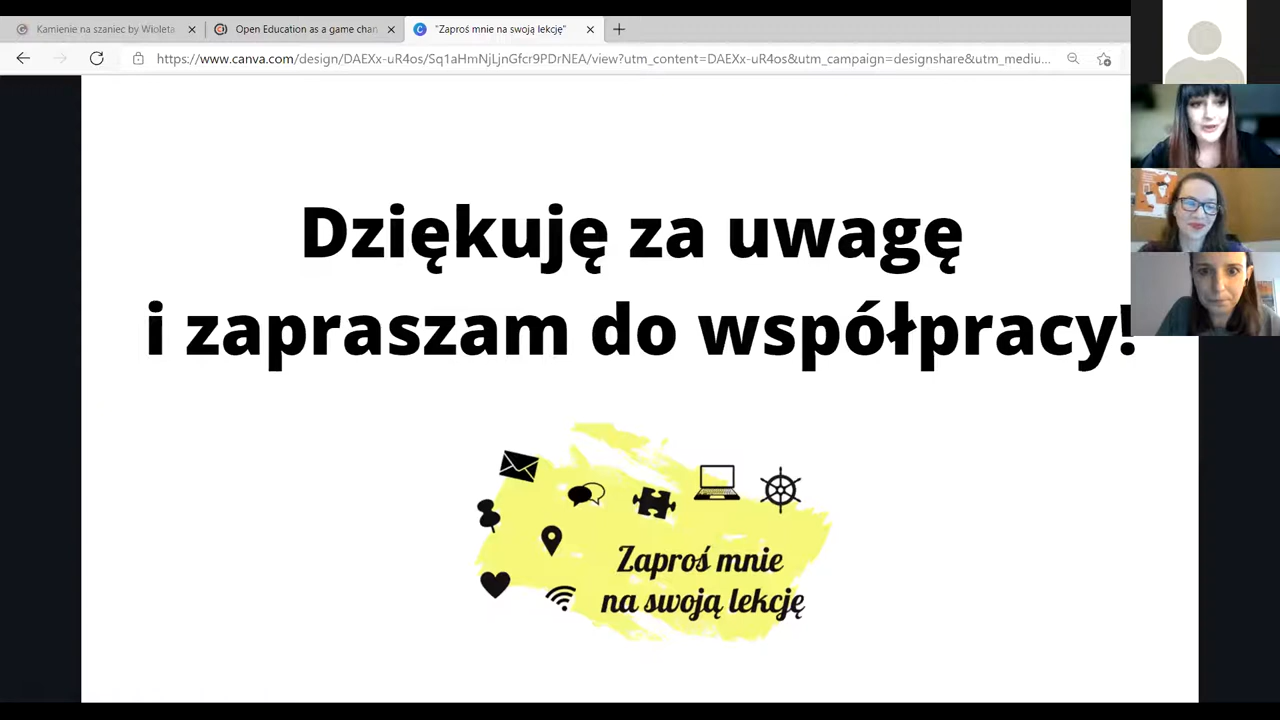 Kamienie na szaniec by Wioleta
Open Education as a game chan
"Zaproś mnie na swoją lekcję"
https://www.canva.com/design/DAEXx-uR4os/Sq1aHmNjLjnGfcr9PDrNEA/view?utm_content=DAEXx-uR4os&utm_campaign=designshare&utm_mediu...
Dziękuję za uwagę
i zapraszam do współpracy!
Zaproś mnie
na swoją lekcję